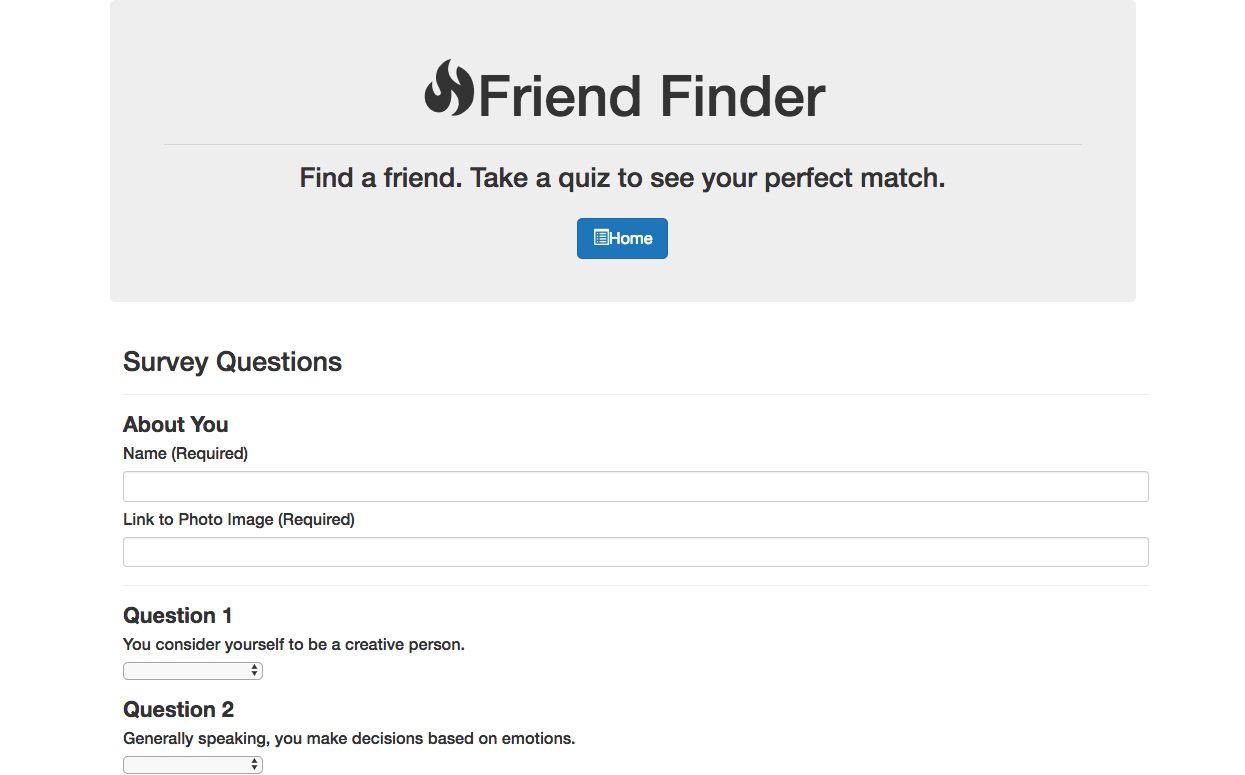 Friend Finder
Find a friend. Take a quiz to see your perfect match.
Home
Survey Questions
About You
Name (Required)
Link to Photo Image (Required)
Question 1
You consider yourself to be a creative person.
Question 2
Generally speaking, you make decisions based on emotions.